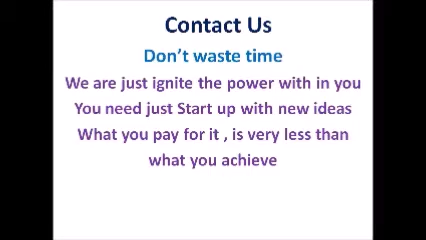 Contact Us
Don't waste time
We are just ignite the power with in you
You need just Start up with new ideas
What you pay for it , is very less than
what you achieve